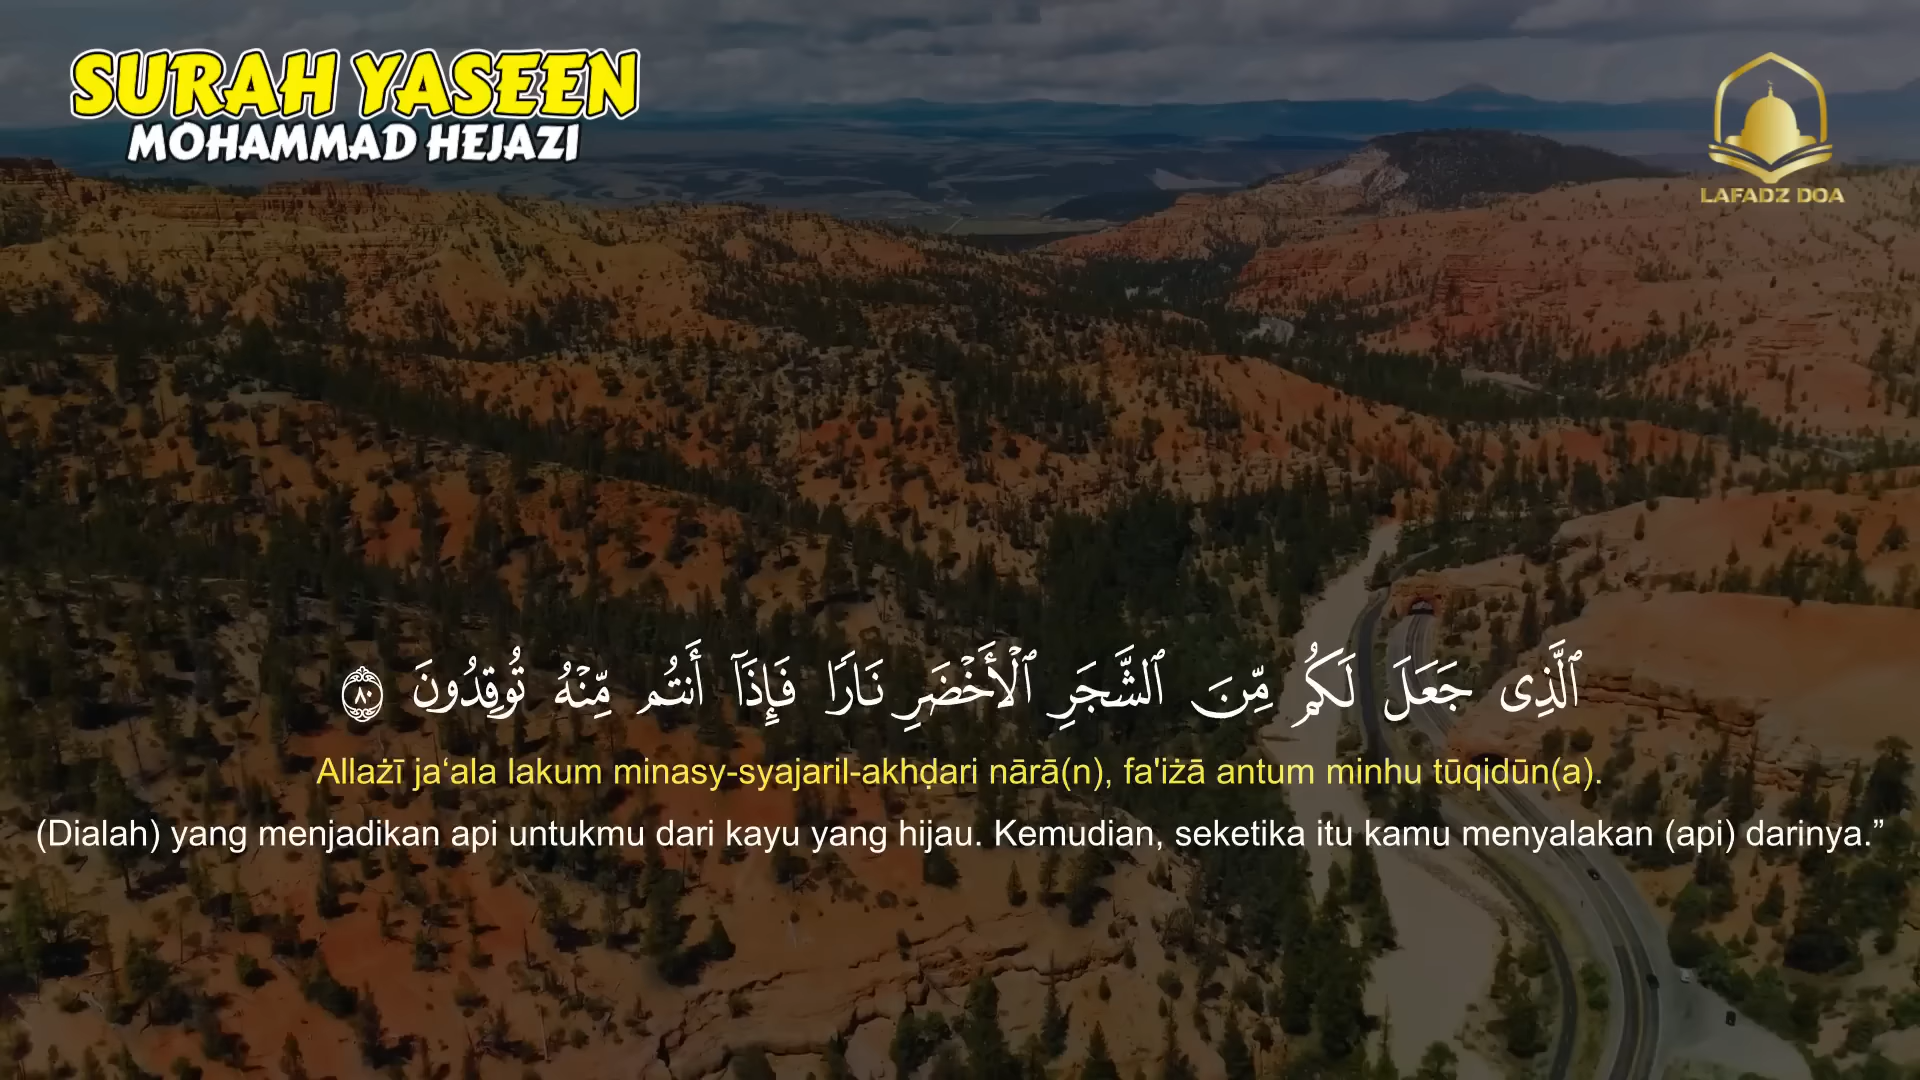 SURAH YASEEN
MOHAMMAD HEJAZI
LAFADZ DOA
ٱلَّذِى جَعَلَ لَكُم مِّنَ ٱلشَّجَرِ ٱلْأَخْضَرِ نَارًا فَإِذَآ أَنتُم مِّنْهُ تُوقِدُونَ ٨٠
Allażī ja‘ala lakum minasy-syajaril-akhḍari nārā(n), fa'iżā antum minhu tūqidūn(a).
(Dialah) yang menjadikan api untukmu dari kayu yang hijau. Kemudian, seketika itu kamu menyalakan (api) darinya.”